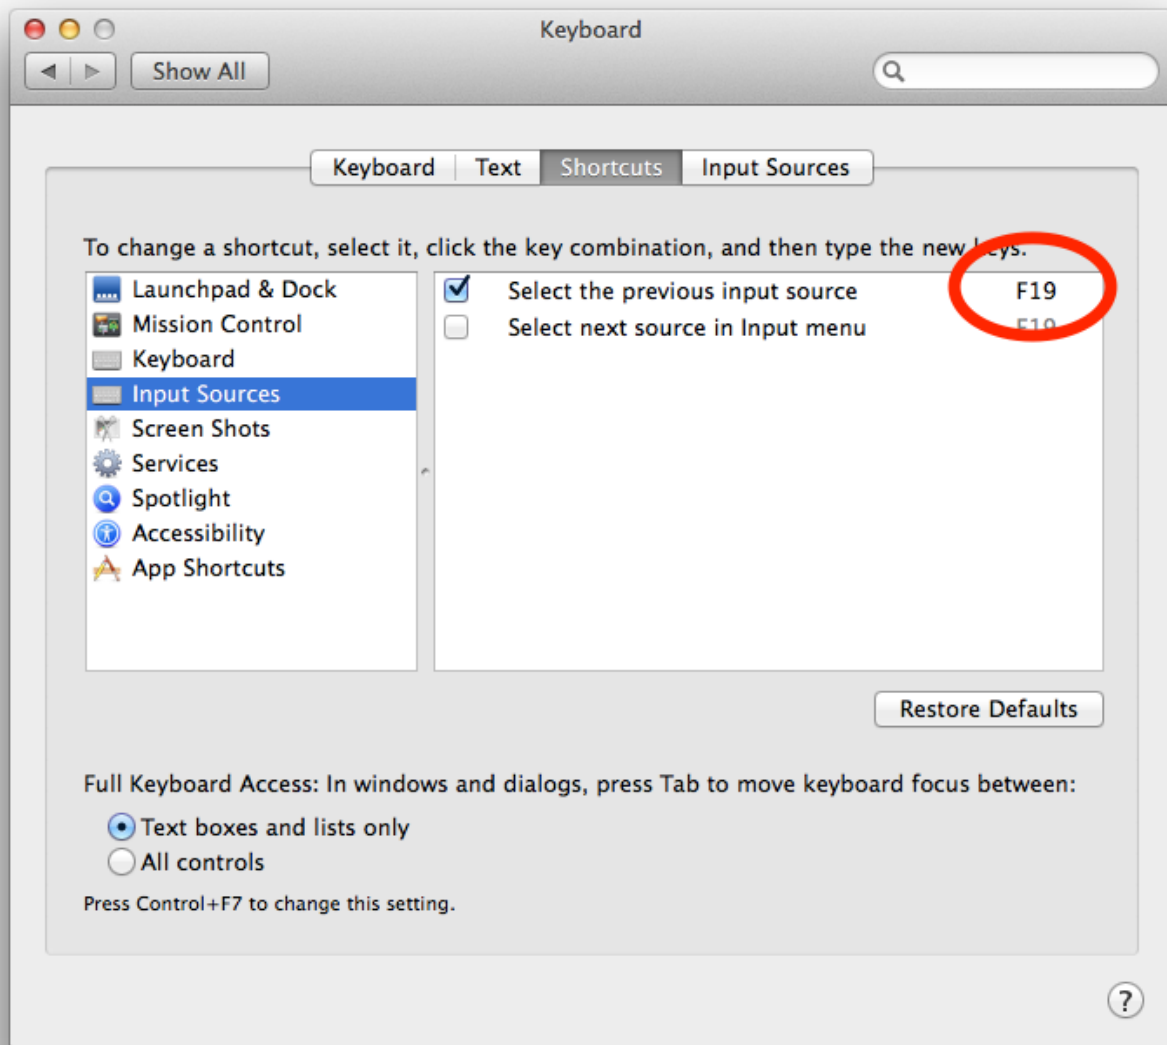 Keyboard
Show All
Keyboard Text Shortcuts Input Sources
To change a shortcut, select it, click the key combination, and then type the new keys.
Launchpad & Dock
Mission Control
Keyboard
Input Sources
Screen Shots
Services
Spotlight
Accessibility
App Shortcuts
Select the previous input source F19
Select next source in Input menu F19
Restore Defaults
Full Keyboard Access: In windows and dialogs, press Tab to move keyboard focus between:
Text boxes and lists only
All controls
Press Control+F7 to change this setting.
?